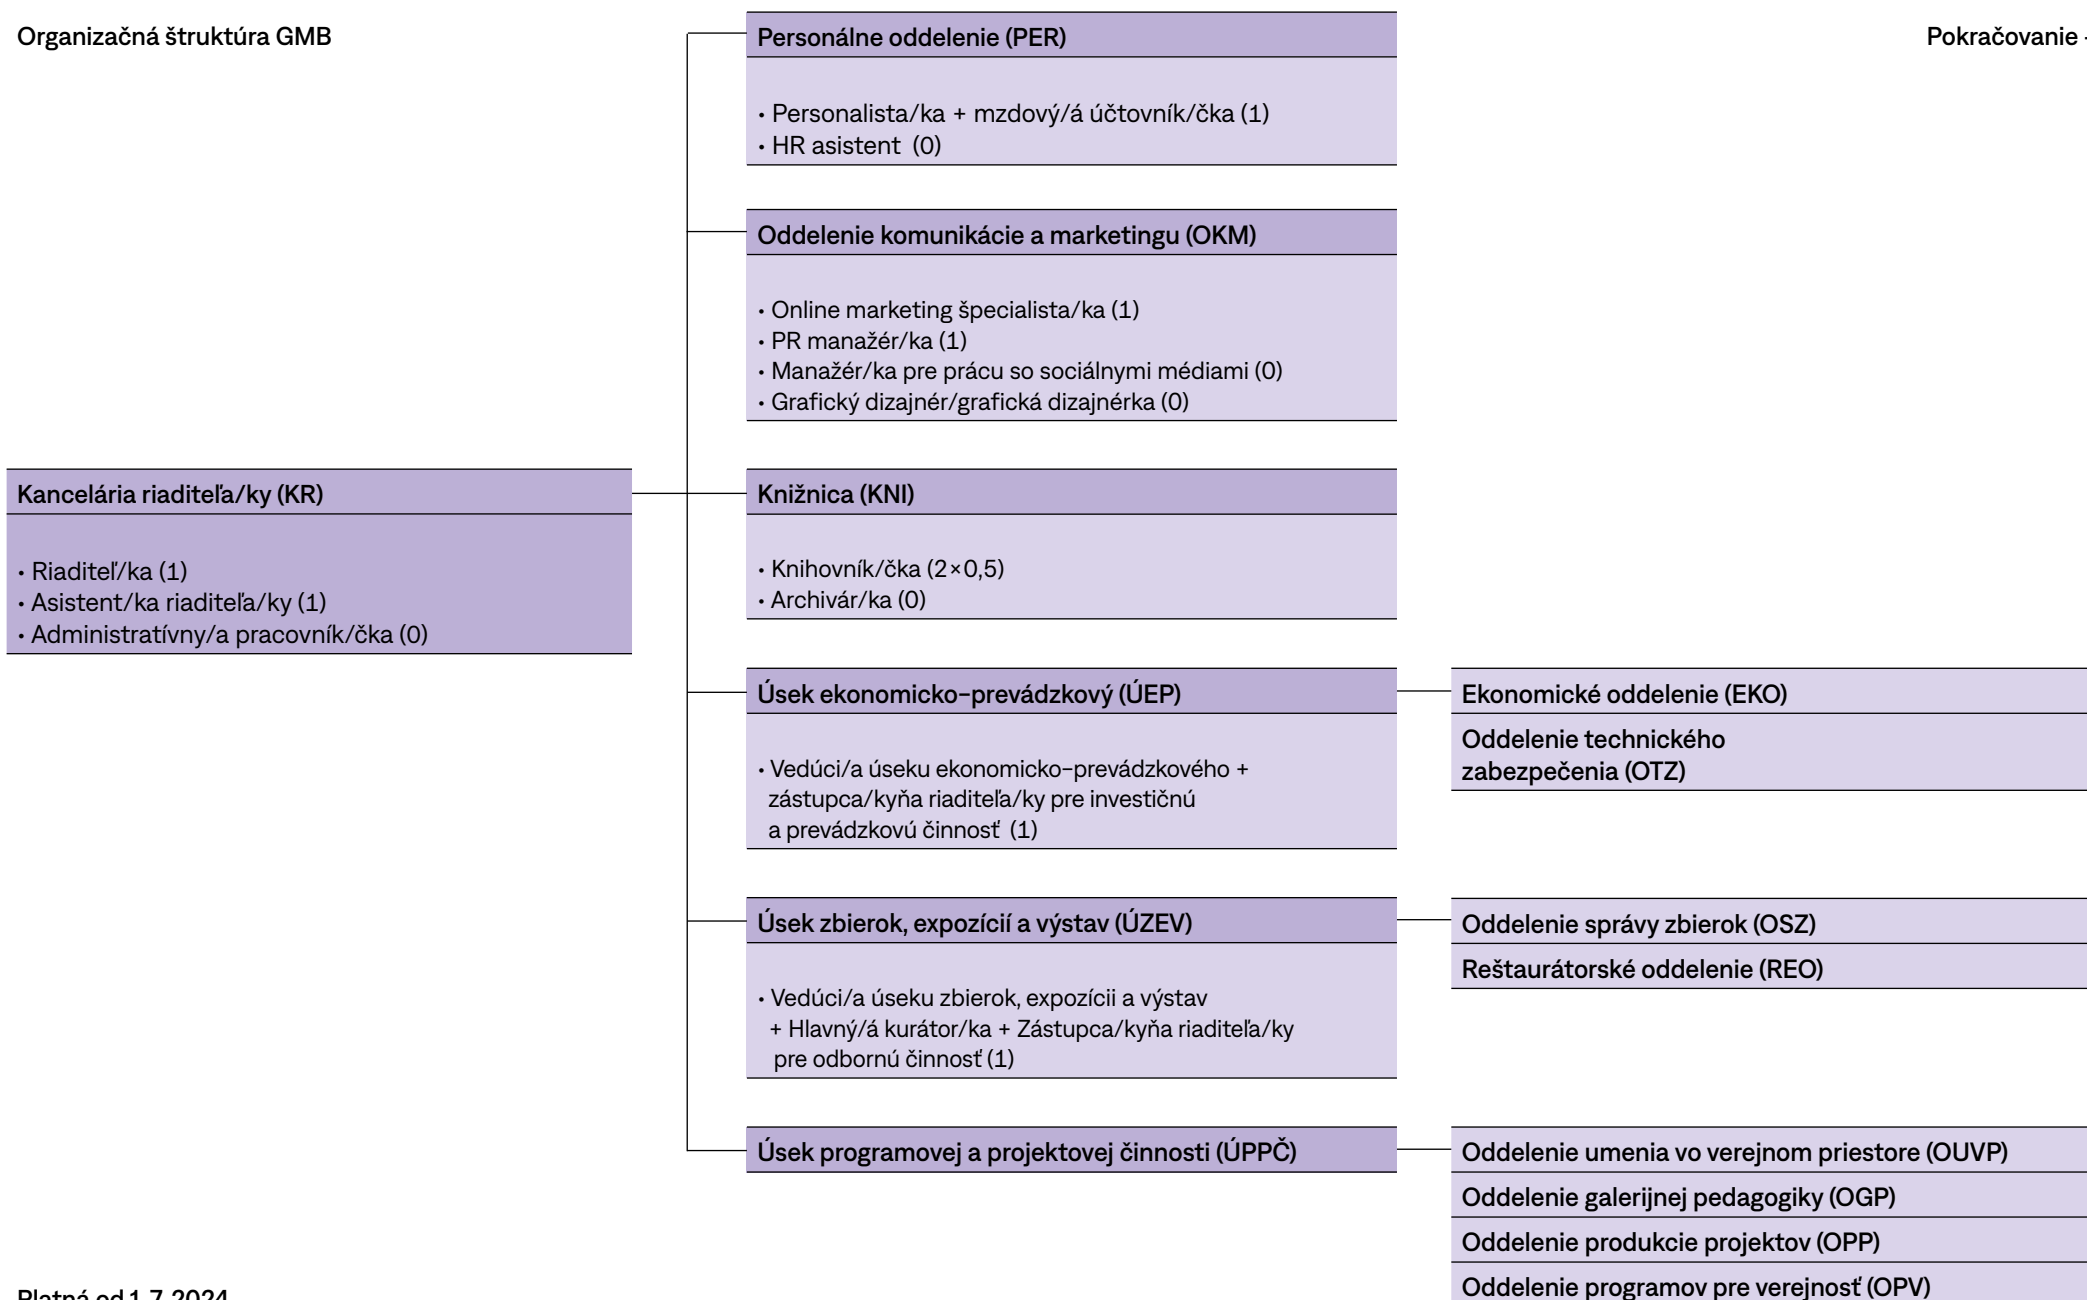 Organizačná štruktúra GMB
Pokračovanie
Personálne oddelenie (PER)
• Personalista/ka + mzdový/á účtovník/čka (1)
• HR asistent (0)
Oddelenie komunikácie a marketingu (OKM)
• Online marketing špecialista/ka (1)
• PR manažér/ka (1)
• Manažér/ka pre prácu so sociálnymi médiami (0)
• Grafický dizajnér/grafická dizajnérka (0)
Kancelária riaditeľa/ky (KR)
• Riaditeľ/ka (1)
• Asistent/ka riaditeľa/ky (1)
• Administratívny/a pracovník/čka (0)
Knižnica (KNI)
• Knihovník/čka (2×0,5)
• Archivár/ka (0)
Úsek ekonomicko-prevádzkový (ÚEP)
• Vedúci/a úseku ekonomicko-prevádzkového +
zástupca/kyňa riaditeľa/ky pre investičnú
a prevádzkovú činnosť (1)
Ekonomické oddelenie (EKO)
Oddelenie technického
zabezpečenia (OTZ)
Úsek zbierok, expozícií a výstav (ÚZEV)
• Vedúci/a úseku zbierok, expozícii a výstav
+ Hlavný/á kurátor/ka + Zástupca/kyňa riaditeľa/ky
pre odbornú činnosť (1)
Oddelenie správy zbierok (OSZ)
Reštaurátorské oddelenie (REO)
Úsek programovej a projektovej činnosti (ÚPPČ)
Oddelenie umenia vo verejnom priestore (OUVP)
Oddelenie galerijnej pedagogiky (OGP)
Oddelenie produkcie projektov (OPP)
Oddelenie programov pre verejnosť (OPV)
Platná od 1.7.2024